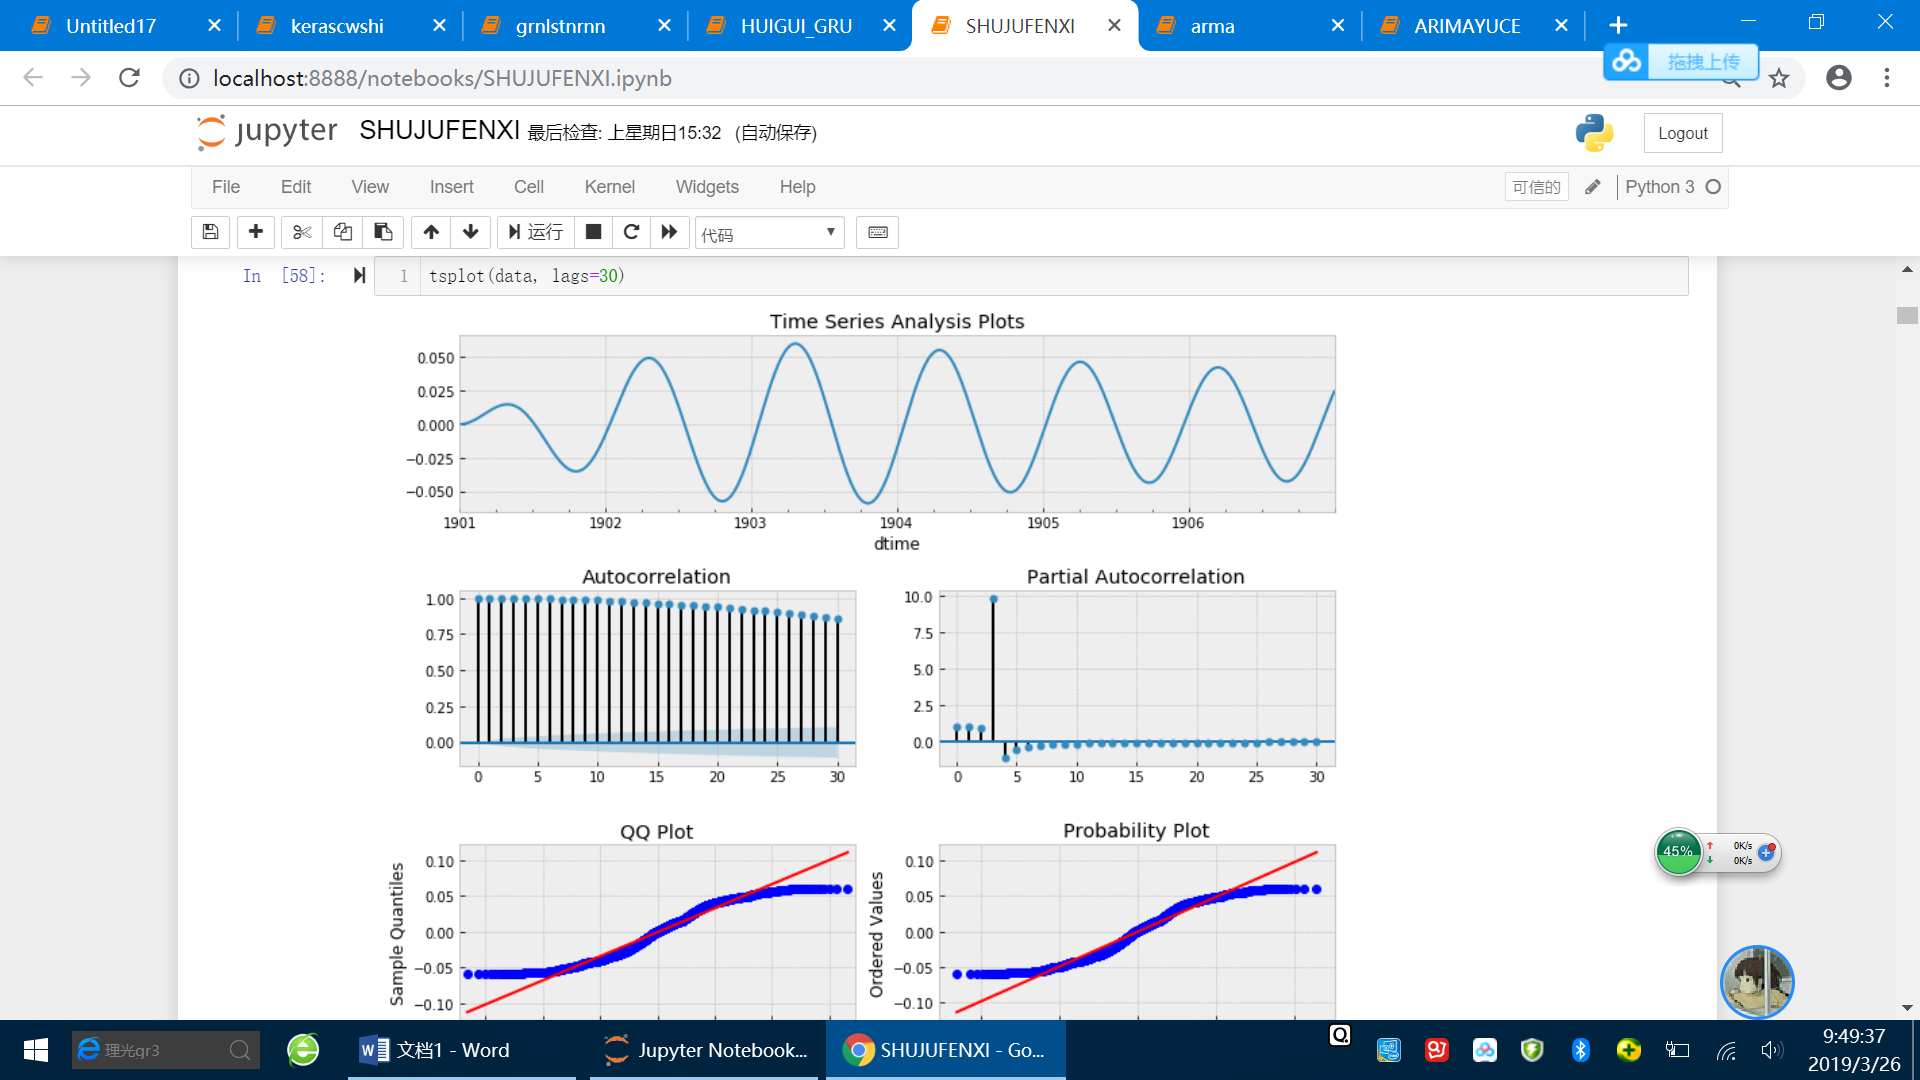 Untitled17
kerascwshi
grnlstnrnn
HUIGUI_GRU
SHUJUFENXI
arma
ARIMAYUCE
localhost:8888/notebooks/SHUJUFENXI.ipynb
拖拽上传
jupyter SHUJUFENXI 最后检查: 上星期日15:32 (自动保存)
Logout
File Edit View Insert Cell Kernel Widgets Help
可信的
Python 3
运行
代码
In [58]:
1 tsplot(data, lags=30)
Time Series Analysis Plots
0.050
0.025
0.000
−0.025
−0.050
1901 1902 1903 1904 1905 1906
dtime
Autocorrelation
1.00
0.75
0.50
0.25
0.00
0 5 10 15 20 25 30
Partial Autocorrelation
10.0
7.5
5.0
2.5
0.0
0 5 10 15 20 25 30
QQ Plot
Sample Quantiles
0.10
0.05
0.00
−0.05
−0.10
Probability Plot
Ordered Values
0.10
0.05
0.00
−0.05
−0.10
45%
0K/s
0K/s
理光gr3
文档1 - Word
Jupyter Notebook...
SHUJUFENXI - Go...
9:49:37
2019/3/26